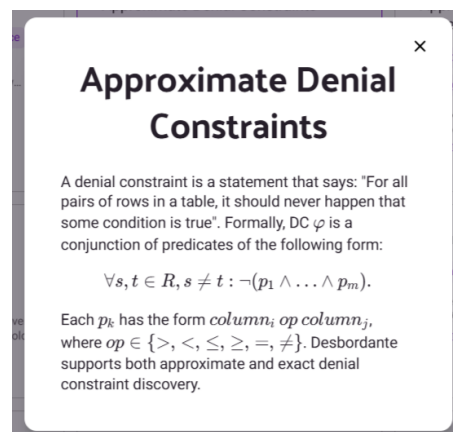 Approximate Denial
Constraints
A denial constraint is a statement that says: "For all
pairs of rows in a table, it should never happen that
some condition is true". Formally, DC φ is a
conjunction of predicates of the following form:
∀s, t ∈ R, s ≠ t : ¬(p₁ ∧ . . . ∧ pₘ).
Each pₖ has the form columnᵢ op columnⱼ,
where op ∈ {>, <, ≤, ≥, =, ≠}. Desbordante
supports both approximate and exact denial
constraint discovery.